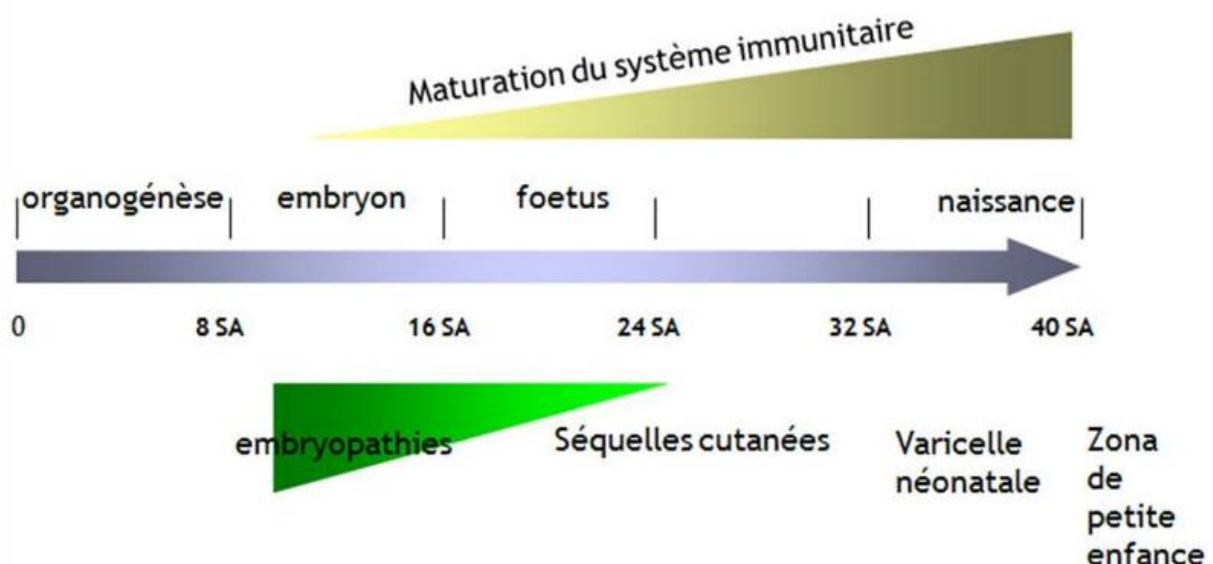 Maturation du système immunitaire
organogénèse embryon foetus naissance
0 8 SA 16 SA 24 SA 32 SA 40 SA
embryopathies Séquelles cutanées Varicelle néonatale Zona de petite enfance